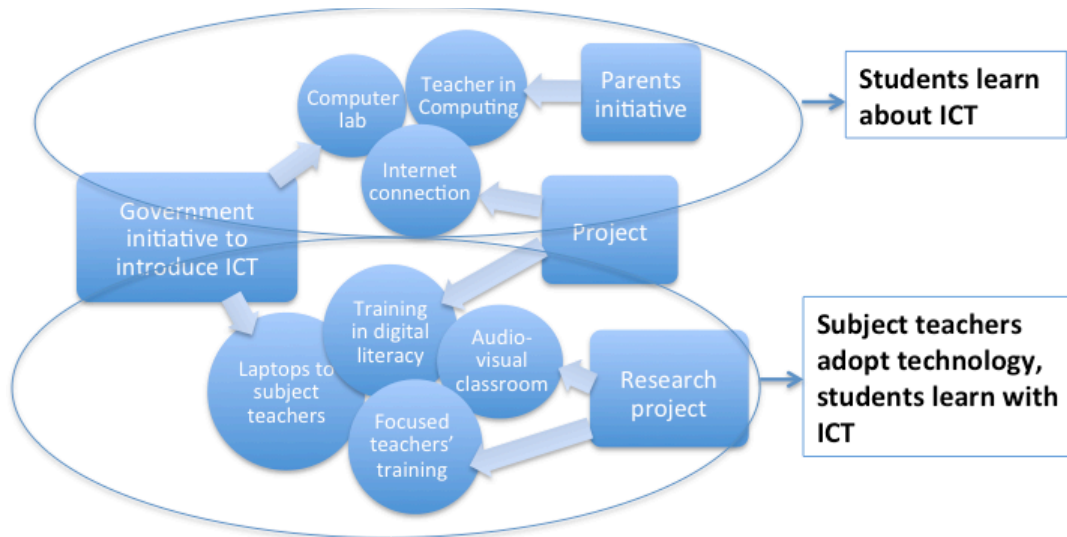 Computer
lab
Teacher in
Computing
Parents
initiative
Students learn
about ICT
Internet
connection
Government
initiative to
introduce ICT
Project
Training
in digital
literacy
Audio-
visual
classroom
Laptops to
subject
teachers
Focused
teachers’
training
Research
project
Subject teachers
adopt technology,
students learn with
ICT